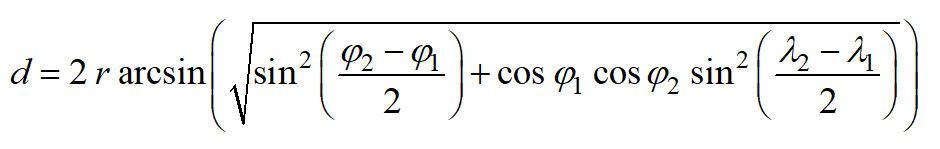 d = 2 r arcsin(√(sin²((φ₂ − φ₁)/2) + cos φ₁ cos φ₂ sin²((λ₂ − λ₁)/2)))